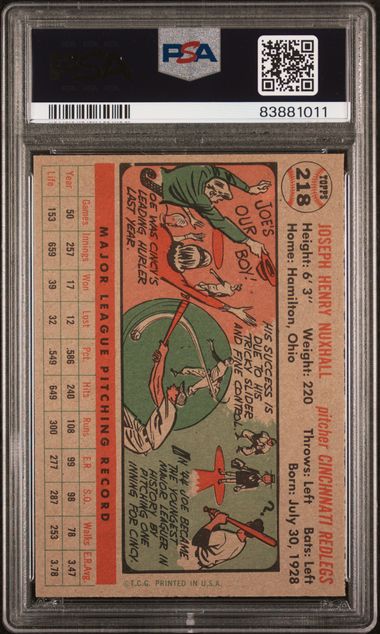 PSA
PSA
83881011
TOPPS
218
JOSEPH HENRY NUXHALL pitcher CINCINNATI REDLEGS
Height: 6' 3" Weight: 220 Throws: Left Bats: Left
Home: Hamilton, Ohio Born: July 30, 1928
JOE'S
OUR
BOY!
JOE WAS CINCY'S
LEADING HURLER
LAST YEAR.
HIS SUCCESS IS
DUE TO HIS
TRICKY SLIDER
AND FINE CONTROL.
?
IN '44 JOE BECAME
THE YOUNGEST
MAJOR LEAGUER IN
HISTORY BY
PITCHING ONE
INNING FOR CINCY.
©T.C.G. PRINTED IN U.S.A.
MAJOR LEAGUE PITCHING RECORD
Games Innings Won Lost Pct. Hits Runs E.R. S.O. Walks E.R.Avg.
Year 50 257 17 12 .586 240 108 99 98 78 3.47
Life 153 659 39 32 .549 649 300 277 287 253 3.78